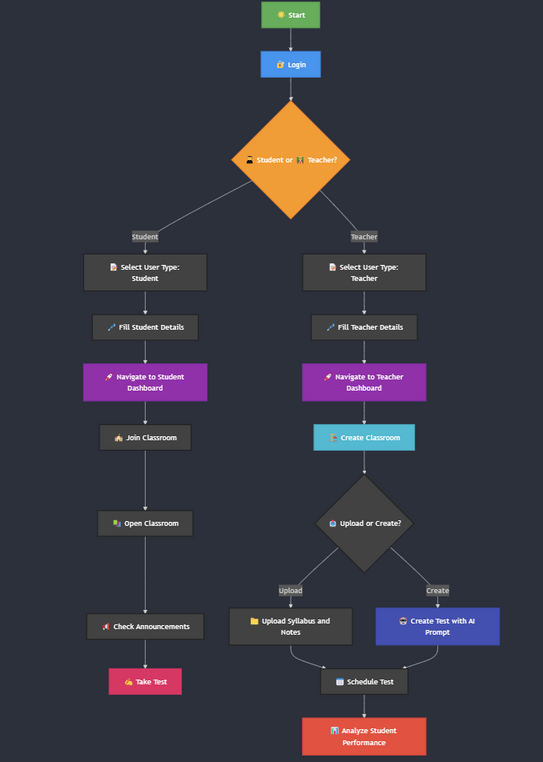 Start
Login
Student or Teacher?
Student
Teacher
Select User Type:
Student
Select User Type:
Teacher
Fill Student Details
Fill Teacher Details
Navigate to Student
Dashboard
Navigate to Teacher
Dashboard
Join Classroom
Create Classroom
Open Classroom
Upload or Create?
Upload
Create
Check Announcements
Upload Syllabus and
Notes
Create Test with AI
Prompt
Take Test
Schedule Test
Analyze Student
Performance